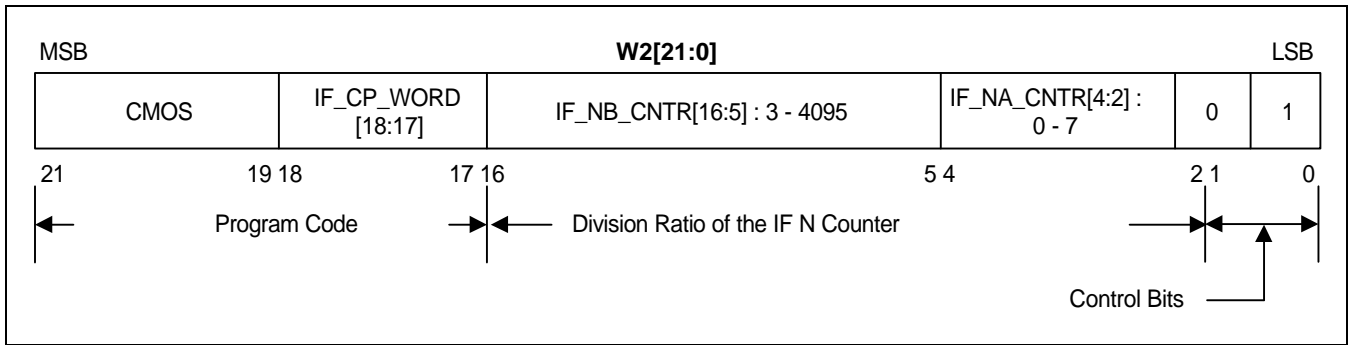 MSB W2[21:0] LSB
CMOS IF_CP_WORD [18:17] IF_NB_CNTR[16:5] : 3 - 4095 IF_NA_CNTR[4:2] : 0 - 7 0 1
21 19 18 17 16 5 4 2 1 0
Program Code Division Ratio of the IF N Counter
Control Bits